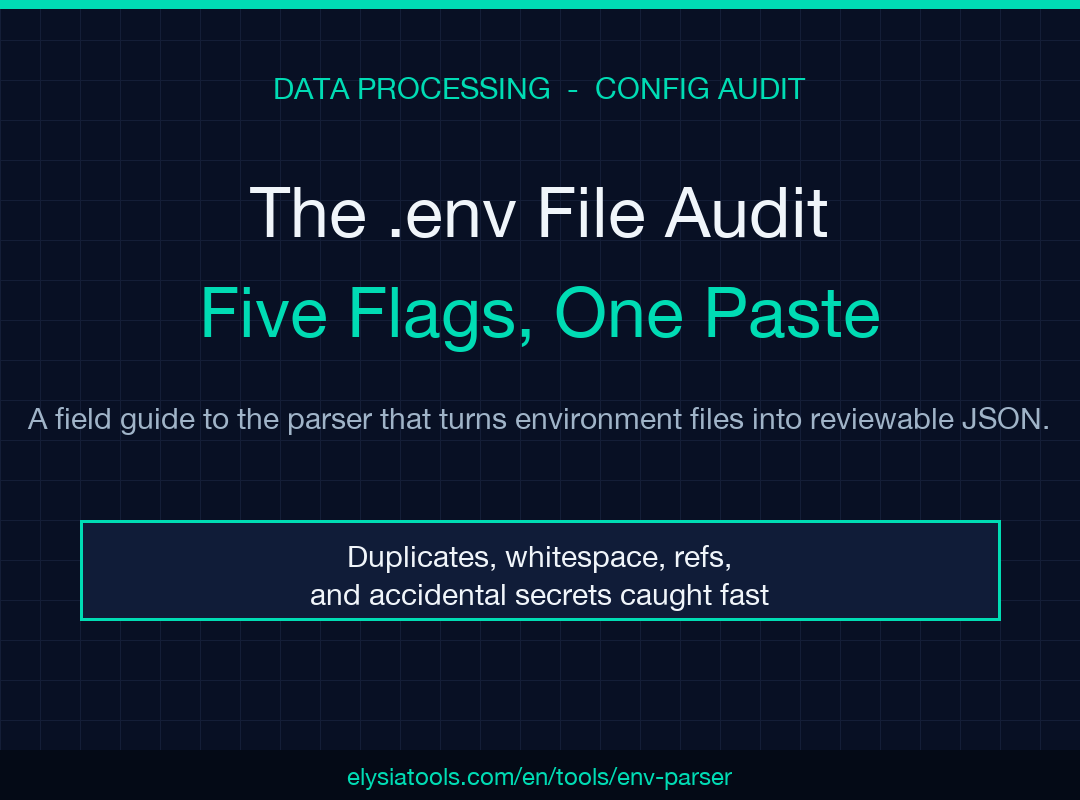 DATA PROCESSING - CONFIG AUDIT
The .env File Audit
Five Flags, One Paste
A field guide to the parser that turns environment files into reviewable JSON.
Duplicates, whitespace, refs,
and accidental secrets caught fast
elysiatools.com/en/tools/env-parser